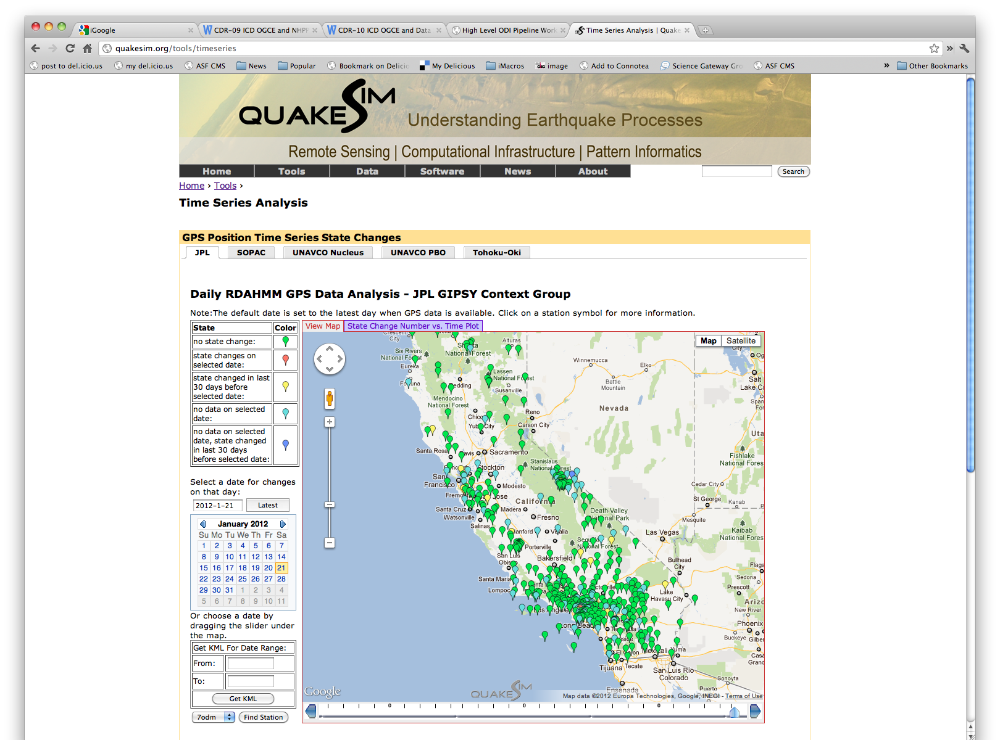 iGoogle
CDR-09 ICD OGCE and NHPP
CDR-10 ICD OGCE and Data
High Level ODI Pipeline Work
Time Series Analysis | Quake
quakesim.org/tools/timeseries
post to del.icio.us
my del.icio.us
ASF CMS
News
Popular
Bookmark on Delicio
My Delicious
iMacros
image
Add to Connotea
Science Gateway Gro
ASF CMS
»
Other Bookmarks
QUAKESIM
Understanding Earthquake Processes
Remote Sensing | Computational Infrastructure | Pattern Informatics
Home Tools Data Software News About
Search
Home › Tools ›
Time Series Analysis
GPS Position Time Series State Changes
JPL SOPAC UNAVCO Nucleus UNAVCO PBO Tohoku-Oki
Daily RDAHMM GPS Data Analysis - JPL GIPSY Context Group
Note:The default date is set to the latest day when GPS data is available. Click on a station symbol for more information.
State Color
no state change:
state changes on
selected date:
state changed in last
30 days before
selected date:
no data on selected
date:
no data on selected
date, state changed
in last 30 days
before selected date:
Select a date for changes
on that day:
2012-1-21 Latest
January 2012
Su Mo Tu We Th Fr Sa
1 2 3 4 5 6 7
8 9 10 11 12 13 14
15 16 17 18 19 20 21
22 23 24 25 26 27 28
29 30 31 1 2 3 4
5 6 7 8 9 10 11
Or choose a date by
dragging the slider under
the map.
Get KML For Date Range:
From:
To:
Get KML
7odm Find Station
View Map State Change Number vs. Time Plot
Map Satellite
Crescent
City
Alturas
Six Rivers
National Forest
Eureka
National Forest
Winnemucca
Elko
Battle
Mountain
Lassen
National Forest
Susanville
Redding
Mendocino
National Forest
Salt
Lake Ci
Nevada
Reno
Carson City
Chico
Yuba City
Santa Rosa
Davis
Sacramento
Stanislaus
National Forest
Utah
Fishlake
National Forest
Stockton
San
Francisco
Modesto
Fremont
Jose
California
Cedar City
St George
Kanab
Santa Cruz
Madera
Watsonville
Fresno
Salinas
Death Valley
National Park
Mesquite
Kaibab
National Forest
Hanford
Visalia
Las Vegas
Porterville
Sequoia
National Forest
San Luis
Obispo
Bakersfield
Bullhead
City
Flags
Santa Maria
Sedona
Lompoc
Lake
Havasu City
Prescott
Arizo
Los Angeles
New River
Long Beach
Phoenix
Buckeye
Gilber
El Cajon
Mexicali
Yuma
Casa
Grand
Tijuana
Tecate
San Luis Rio
Colorado
Sonoyta
Ensenada
Puerto
Google
QUAKESIM
Map data ©2012 Europa Technologies, Google, INEGI - Terms of Use
0 0 0